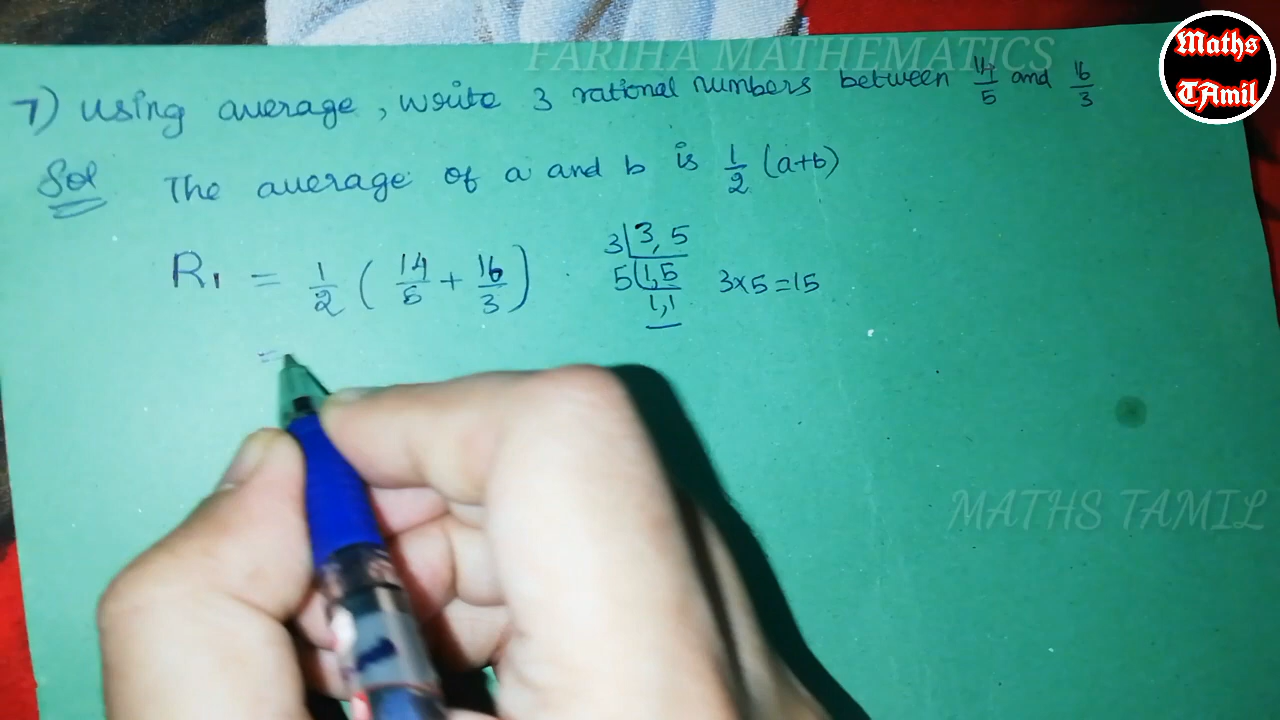 FARIHA MATHEMATICS
Maths
TAmil
7) Using average, write 3 rational numbers between 14/5 and 16/3
Sol The average of a and b is 1/2 (a+b)
R1 = 1/2 ( 14/5 + 16/3 )
3|3, 5
5|1,5 3×5=15
1,1
=
MATHS TAMIL